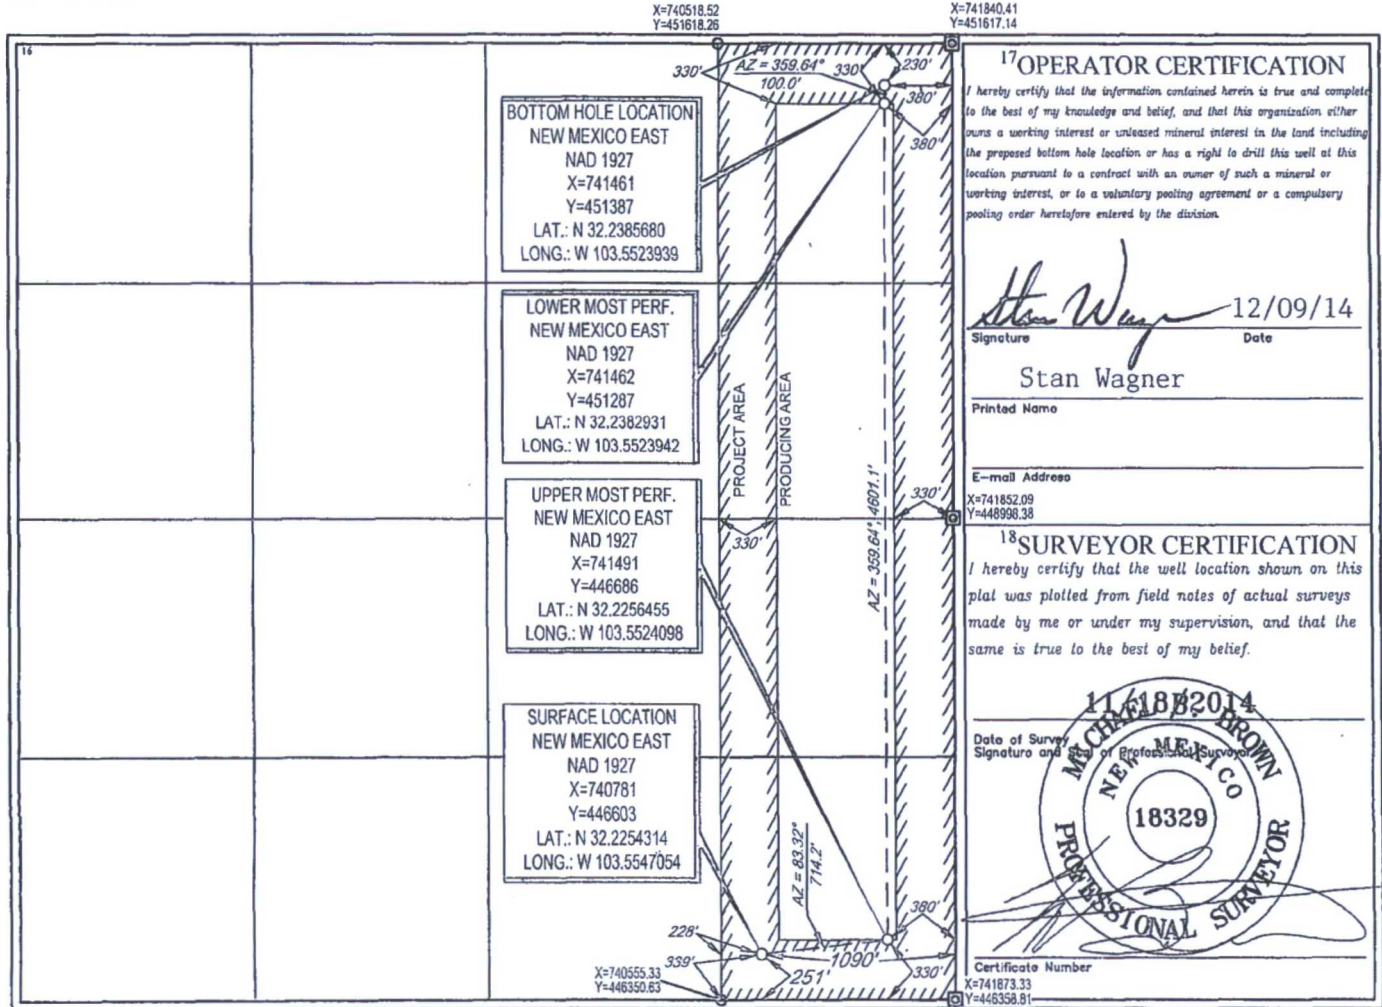 X=740518.52
Y=451618.26
X=741840.41
Y=451617.14
16
330'
AZ = 359.64°
100.0'
330'
230'
380'
380'
BOTTOM HOLE LOCATION
NEW MEXICO EAST
NAD 1927
X=741461
Y=451387
LAT.: N 32.2385680
LONG.: W 103.5523939
LOWER MOST PERF.
NEW MEXICO EAST
NAD 1927
X=741462
Y=451287
LAT.: N 32.2382931
LONG.: W 103.5523942
UPPER MOST PERF.
NEW MEXICO EAST
NAD 1927
X=741491
Y=446686
LAT.: N 32.2256455
LONG.: W 103.5524098
SURFACE LOCATION
NEW MEXICO EAST
NAD 1927
X=740781
Y=446603
LAT.: N 32.2254314
LONG.: W 103.5547054
PROJECT AREA
PRODUCING AREA
330'
330'
AZ = 359.64°, 4601.1'
AZ = 83.32°
714.2'
380'
228'
339'
1090'
251'
330'
X=740555.33
Y=446350.63
17 OPERATOR CERTIFICATION
I hereby certify that the information contained herein is true and complete
to the best of my knowledge and belief, and that this organization either
owns a working interest or unleased mineral interest in the land including
the proposed bottom hole location or has a right to drill this well at this
location pursuant to a contract with an owner of such a mineral or
working interest, or to a voluntary pooling agreement or a compulsory
pooling order heretofore entered by the division.
Stan Wagner 12/09/14
Signature Date
Stan Wagner
Printed Name
E-mail Address
X=741852.09
Y=448998.38
18 SURVEYOR CERTIFICATION
I hereby certify that the well location shown on this
plat was plotted from field notes of actual surveys
made by me or under my supervision, and that the
same is true to the best of my belief.
11/18/2014
Date of Survey
Signature and Seal of Professional Surveyor
MICHAEL BROWN
NEW MEXICO
18329
PROFESSIONAL SURVEYOR
Certificate Number
X=741873.33
Y=446358.81